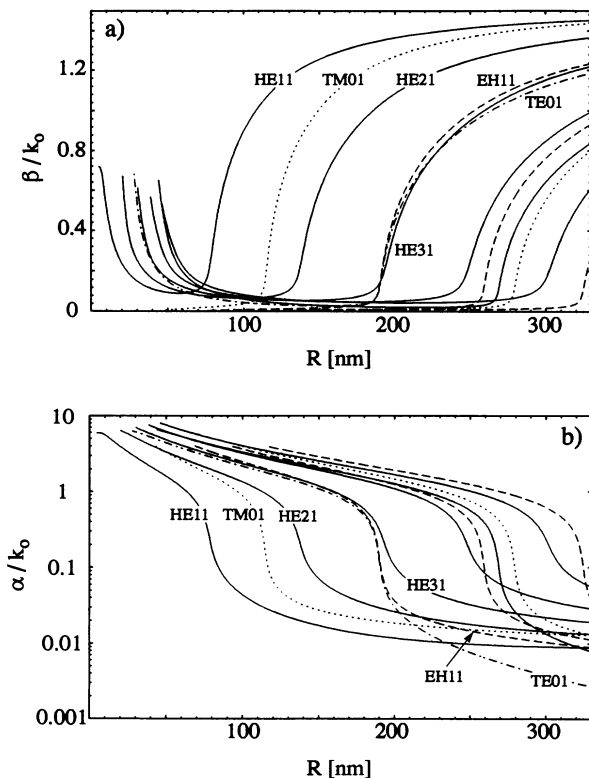 a)
1.2
0.8
0.4
0
β / k₀
HE11
TM01
HE21
EH11
TE01
HE31
100
200
300
R [nm]
b)
10
1
0.1
0.01
0.001
α / k₀
HE11
TM01
HE21
HE31
EH11
TE01
100
200
300
R [nm]